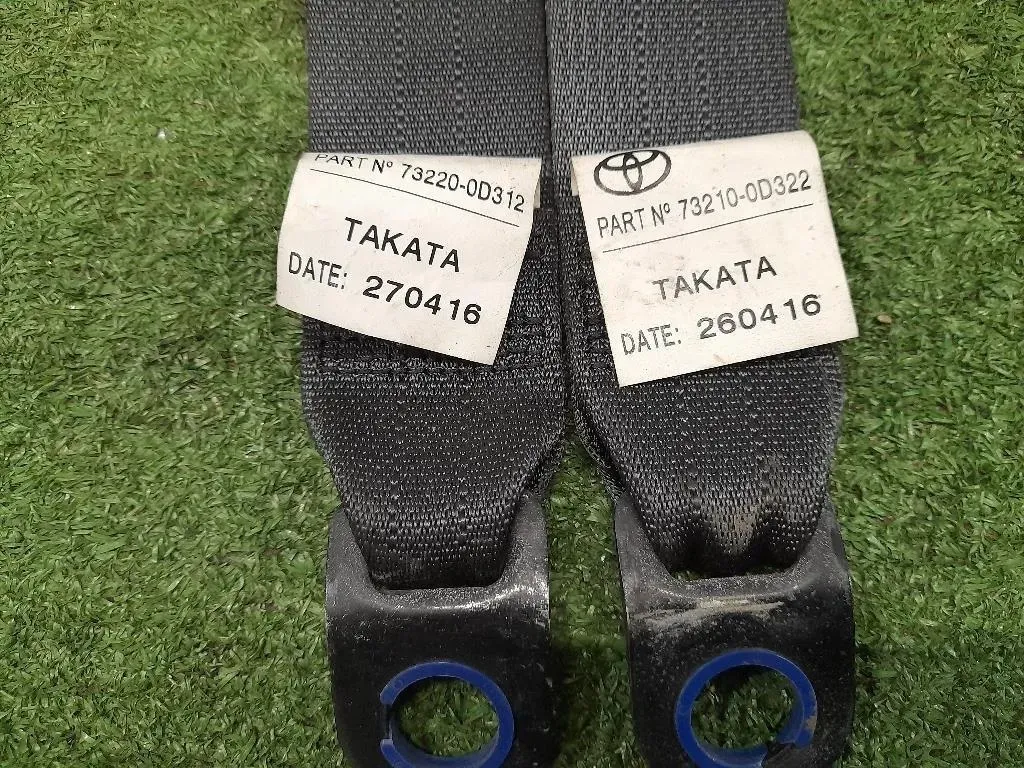 PART Nº 73220-0D312
TAKATA
DATE: 270416
PART Nº 73210-0D322
TAKATA
DATE: 260416